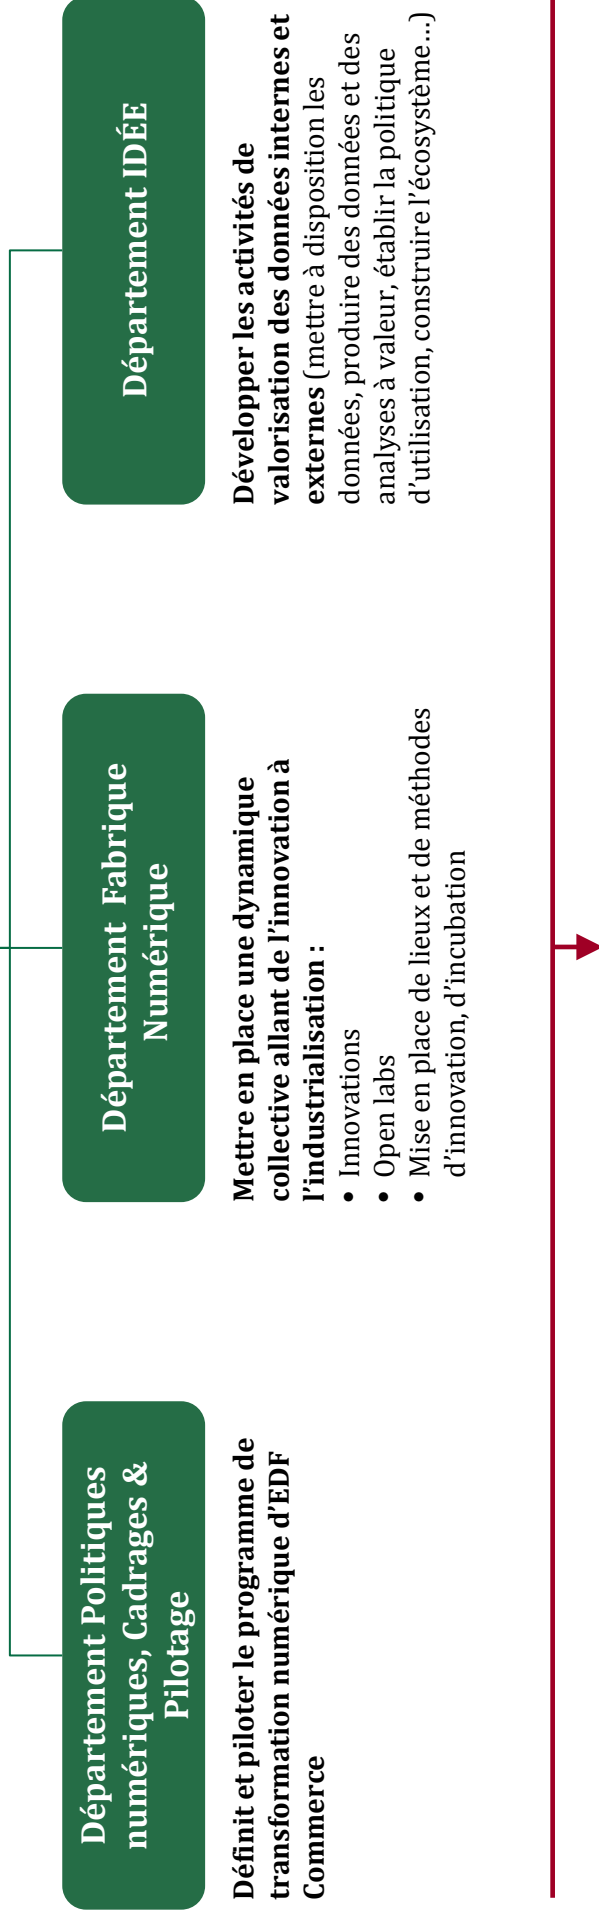 Département Politiques
numériques, Cadrages &
Pilotage
Définit et piloter le programme de
transformation numérique d'EDF
Commerce
Département Fabrique
Numérique
Mettre en place une dynamique
collective allant de l'innovation à
l'industrialisation :
• Innovations
• Open labs
• Mise en place de lieux et de méthodes
d'innovation, d'incubation
Département IDÉE
Développer les activités de
valorisation des données internes et
externes (mettre à disposition les
données, produire des données et des
analyses à valeur, établir la politique
d'utilisation, construire l'écosystème…)